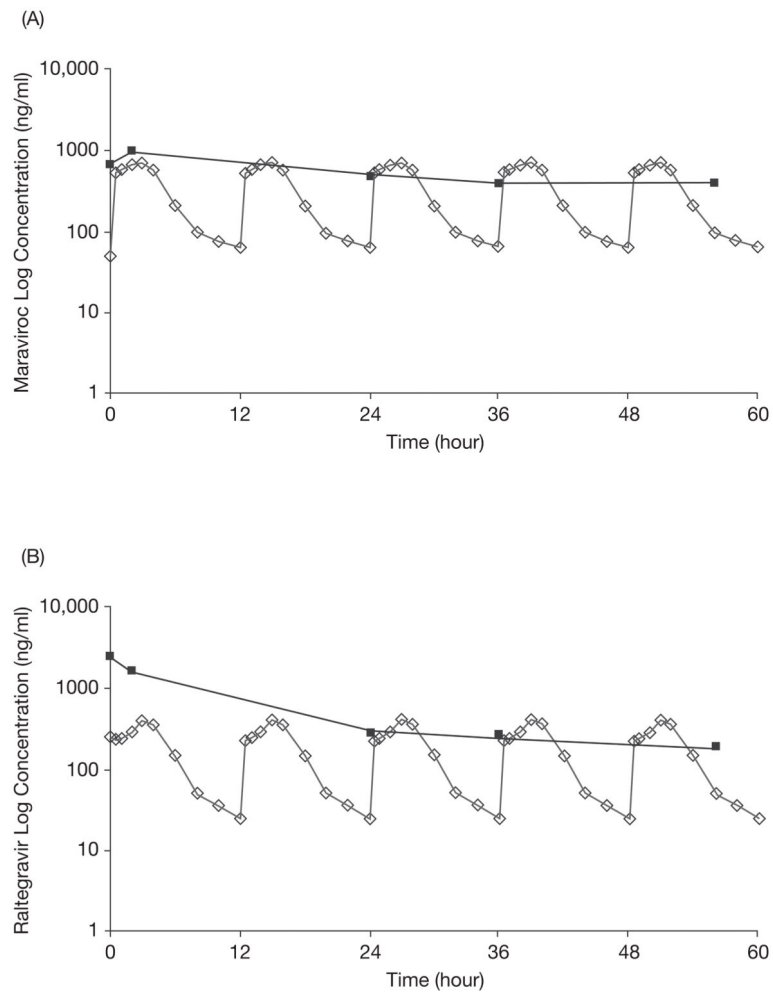 (A)
Maraviroc Log Concentration (ng/ml)
10,000
1000
100
10
1
0 12 24 36 48 60
Time (hour)
(B)
Raltegravir Log Concentration (ng/ml)
10,000
1000
100
10
1
0 12 24 36 48 60
Time (hour)